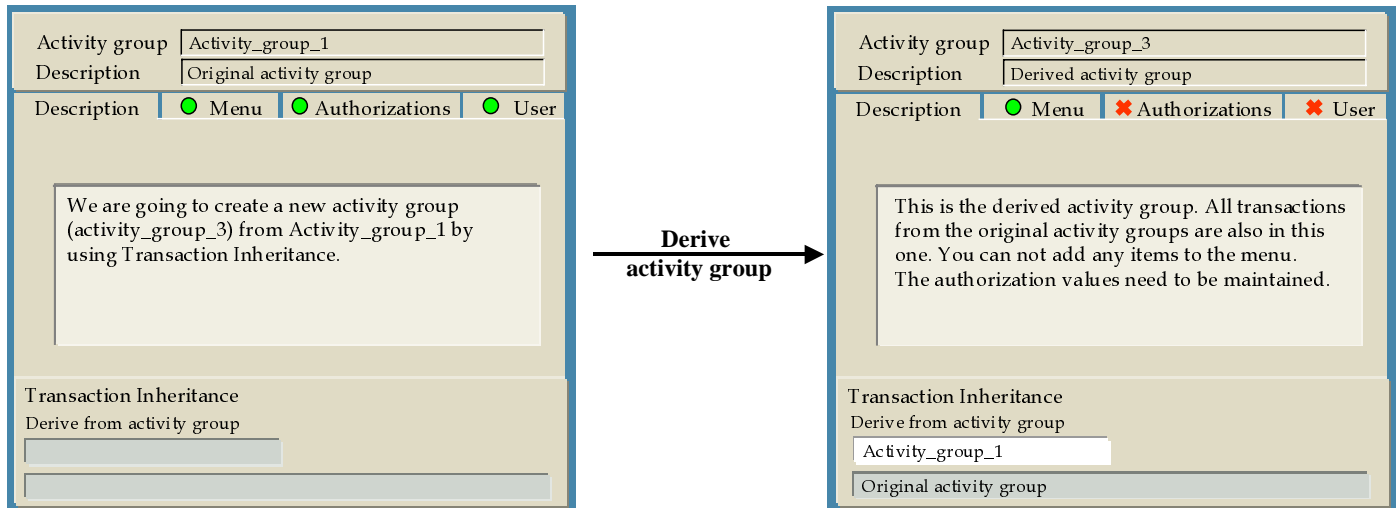 Activity group Activity_group_1
Description Original activity group
Description Menu Authorizations User
We are going to create a new activity group
(activity_group_3) from Activity_group_1 by
using Transaction Inheritance.
Transaction Inheritance
Derive from activity group
Derive
activity group
Activity group Activity_group_3
Description Derived activity group
Description Menu Authorizations User
This is the derived activity group. All transactions
from the original activity groups are also in this
one. You can not add any items to the menu.
The authorization values need to be maintained.
Transaction Inheritance
Derive from activity group
Activity_group_1
Original activity group